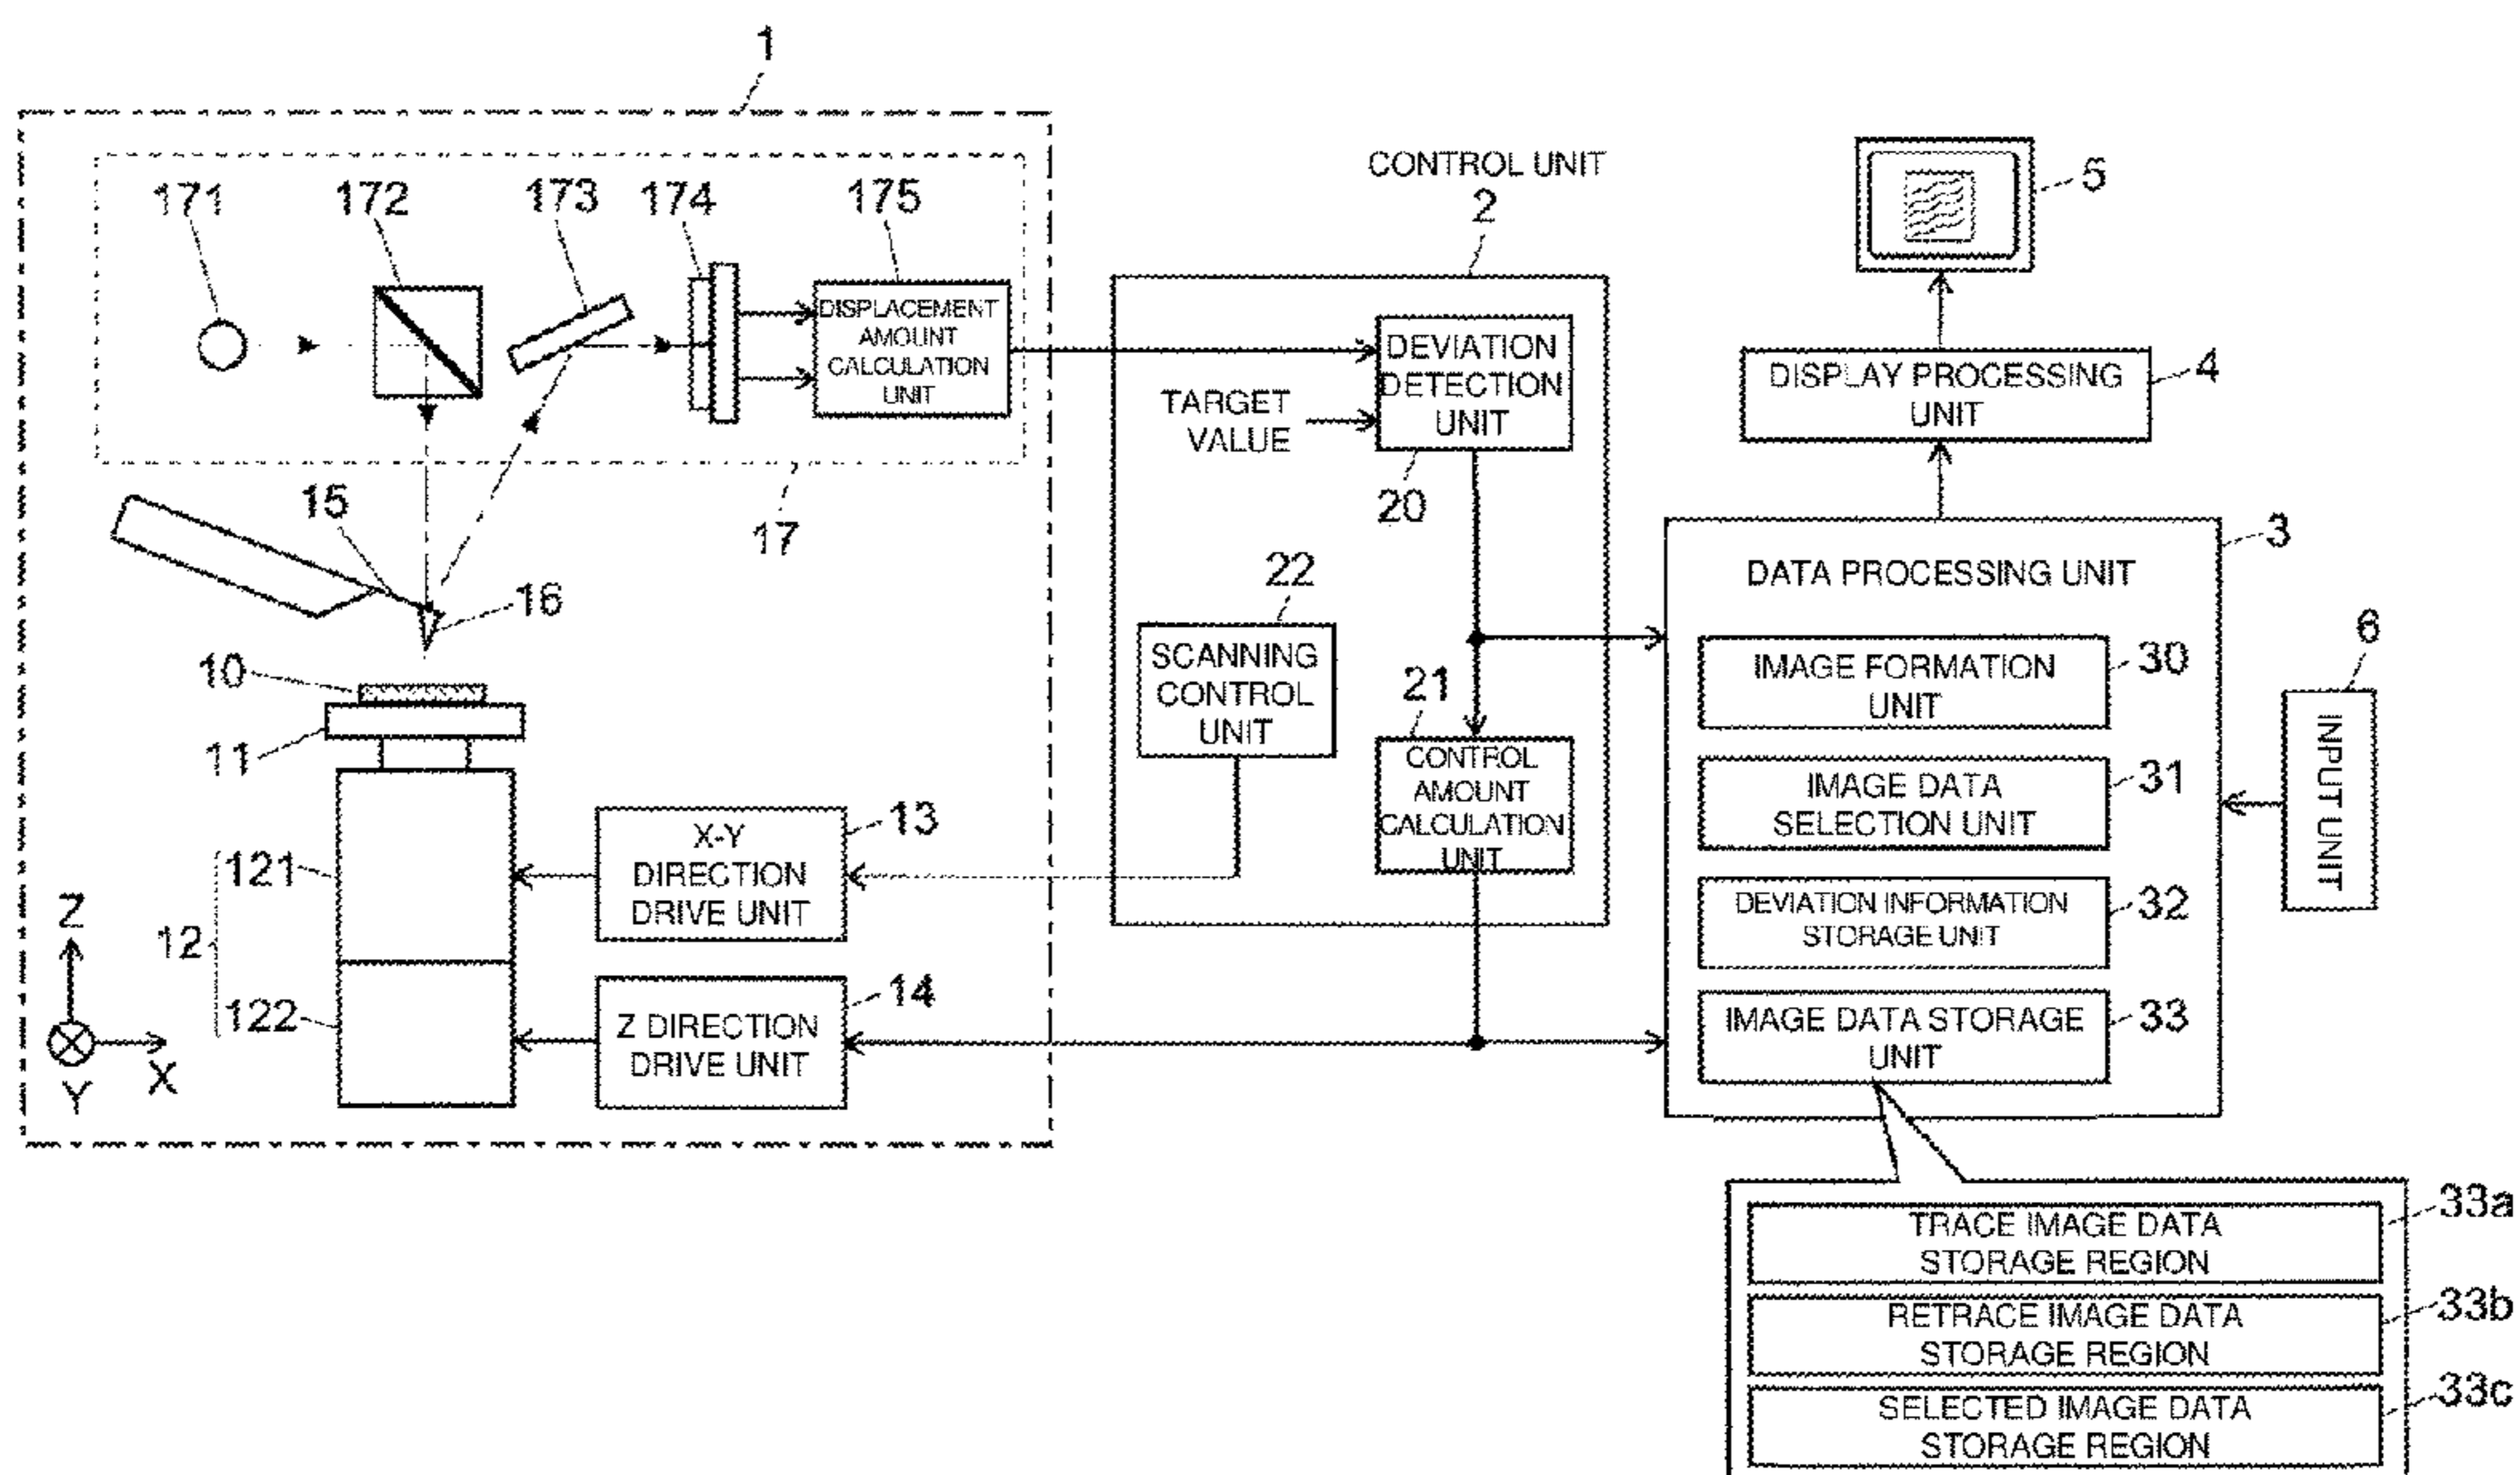 1
171
172
173
174
175
DISPLACEMENT
AMOUNT
CALCULATION
UNIT
17
15
16
10
11
12
121
122
X-Y
DIRECTION
DRIVE UNIT
13
Z DIRECTION
DRIVE UNIT
14
Z
Y
X
CONTROL UNIT
2
TARGET
VALUE
DEVIATION
DETECTION
UNIT
20
22
SCANNING
CONTROL
UNIT
21
CONTROL
AMOUNT
CALCULATION
UNIT
5
DISPLAY PROCESSING
UNIT
4
3
DATA PROCESSING UNIT
IMAGE FORMATION
UNIT
30
IMAGE DATA
SELECTION UNIT
31
DEVIATION INFORMATION
STORAGE UNIT
32
IMAGE DATA STORAGE
UNIT
33
6
INPUT UNIT
TRACE IMAGE DATA
STORAGE REGION
33a
RETRACE IMAGE DATA
STORAGE REGION
33b
SELECTED IMAGE DATA
STORAGE REGION
33c